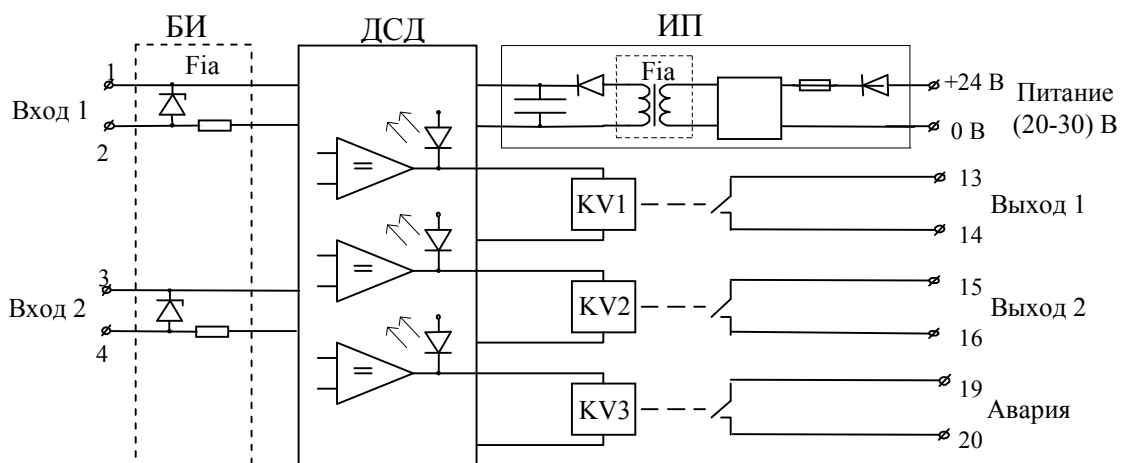 БИ
ДСД
ИП
Fia
Fia
1
Вход 1
2
+24 В
0 В
Питание
(20-30) В
=
KV1
13
Выход 1
14
=
KV2
15
Выход 2
16
3
Вход 2
4
=
KV3
19
Авария
20